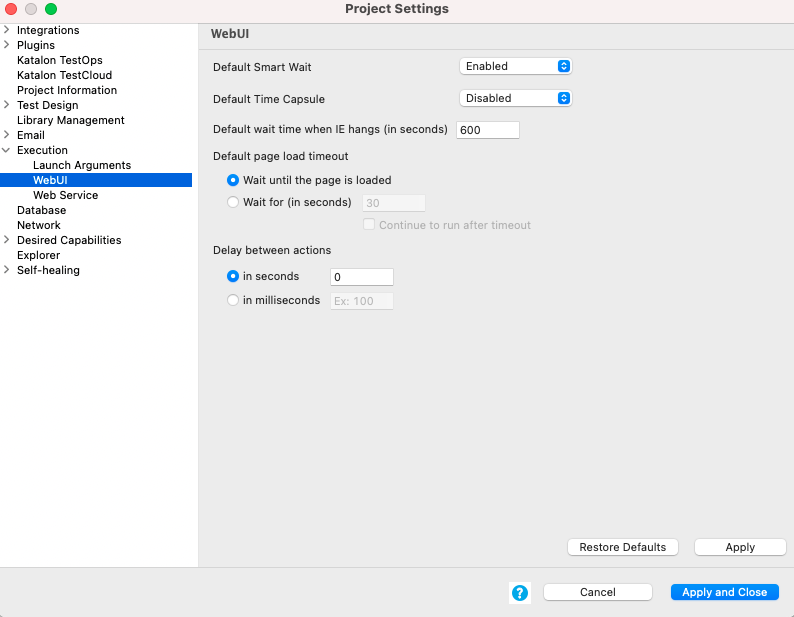 Project Settings
Integrations
Plugins
Katalon TestOps
Katalon TestCloud
Project Information
Test Design
Library Management
Email
Execution
Launch Arguments
WebUI
Web Service
Database
Network
Desired Capabilities
Explorer
Self-healing
WebUI
Default Smart Wait Enabled
Default Time Capsule Disabled
Default wait time when IE hangs (in seconds) 600
Default page load timeout
Wait until the page is loaded
Wait for (in seconds) 30
Continue to run after timeout
Delay between actions
in seconds 0
in milliseconds Ex: 100
Restore Defaults Apply
? Cancel Apply and Close